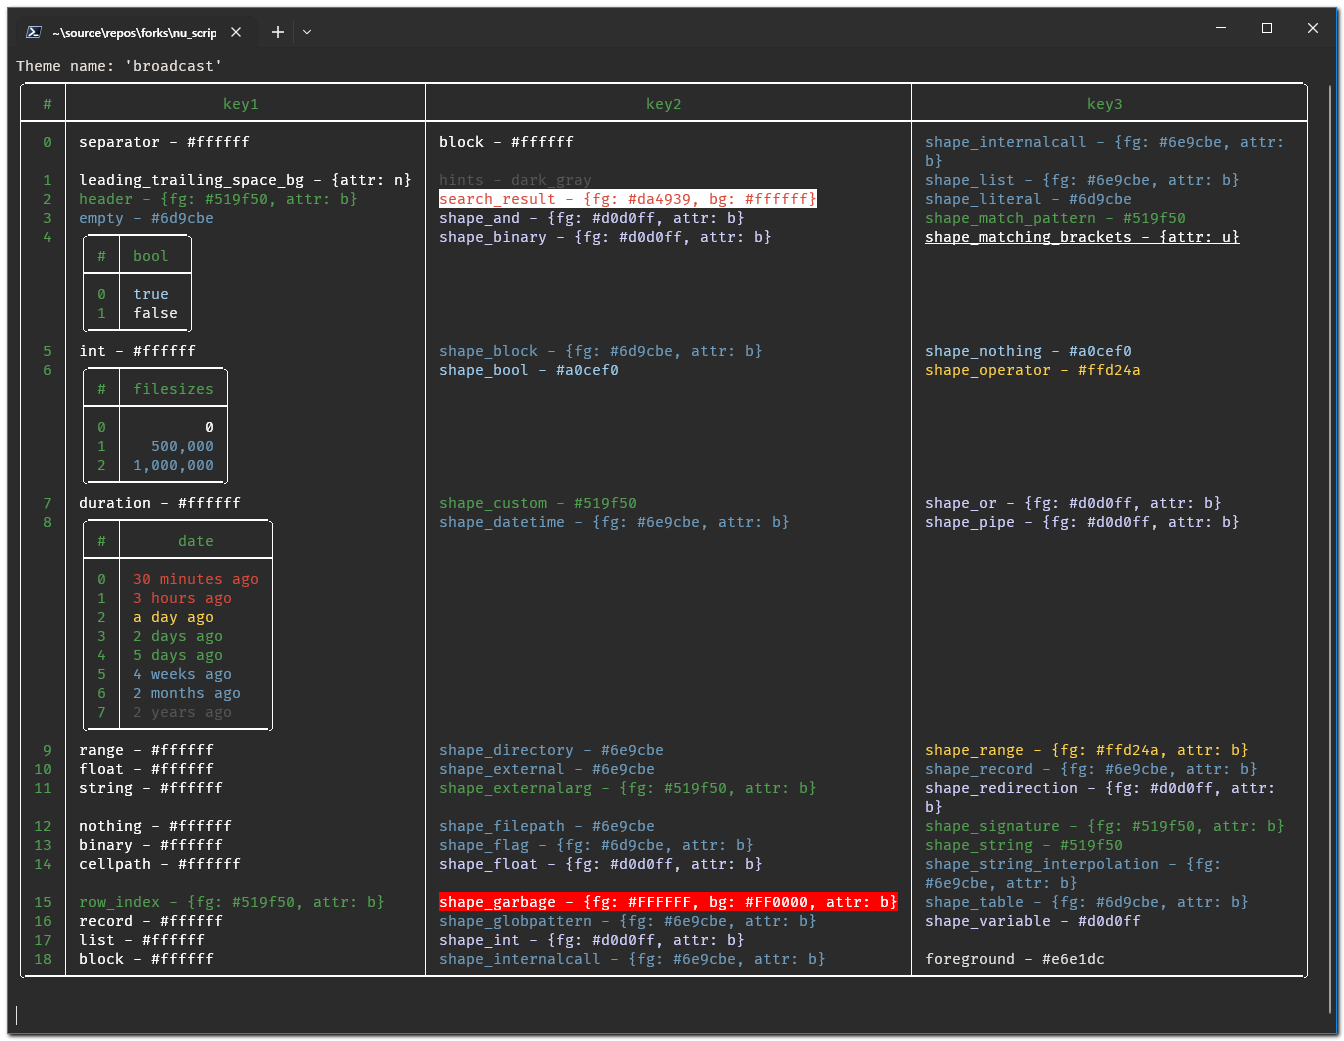 ~\source\repos\forks\nu_scrip
Theme name: 'broadcast'
# key1 key2 key3
0 separator - #ffffff block - #ffffff shape_internalcall - {fg: #6e9cbe, attr:
b}
1 leading_trailing_space_bg - {attr: n} hints - dark_gray shape_list - {fg: #6e9cbe, attr: b}
2 header - {fg: #519f50, attr: b} search_result - {fg: #da4939, bg: #ffffff} shape_literal - #6d9cbe
3 empty - #6d9cbe shape_and - {fg: #d0d0ff, attr: b} shape_match_pattern - #519f50
4 shape_binary - {fg: #d0d0ff, attr: b} shape_matching_brackets - {attr: u}
# bool
0 true
1 false
5 int - #ffffff shape_block - {fg: #6d9cbe, attr: b} shape_nothing - #a0cef0
6 shape_bool - #a0cef0 shape_operator - #ffd24a
# filesizes
0 0
1 500,000
2 1,000,000
7 duration - #ffffff shape_custom - #519f50 shape_or - {fg: #d0d0ff, attr: b}
8 shape_datetime - {fg: #6e9cbe, attr: b} shape_pipe - {fg: #d0d0ff, attr: b}
# date
0 30 minutes ago
1 3 hours ago
2 a day ago
3 2 days ago
4 5 days ago
5 4 weeks ago
6 2 months ago
7 2 years ago
9 range - #ffffff shape_directory - #6e9cbe shape_range - {fg: #ffd24a, attr: b}
10 float - #ffffff shape_external - #6e9cbe shape_record - {fg: #6e9cbe, attr: b}
11 string - #ffffff shape_externalarg - {fg: #519f50, attr: b} shape_redirection - {fg: #d0d0ff, attr:
b}
12 nothing - #ffffff shape_filepath - #6e9cbe shape_signature - {fg: #519f50, attr: b}
13 binary - #ffffff shape_flag - {fg: #6d9cbe, attr: b} shape_string - #519f50
14 cellpath - #ffffff shape_float - {fg: #d0d0ff, attr: b} shape_string_interpolation - {fg:
#6e9cbe, attr: b}
15 row_index - {fg: #519f50, attr: b} shape_garbage - {fg: #FFFFFF, bg: #FF0000, attr: b} shape_table - {fg: #6d9cbe, attr: b}
16 record - #ffffff shape_globpattern - {fg: #6e9cbe, attr: b} shape_variable - #d0d0ff
17 list - #ffffff shape_int - {fg: #d0d0ff, attr: b}
18 block - #ffffff shape_internalcall - {fg: #6e9cbe, attr: b} foreground - #e6e1dc